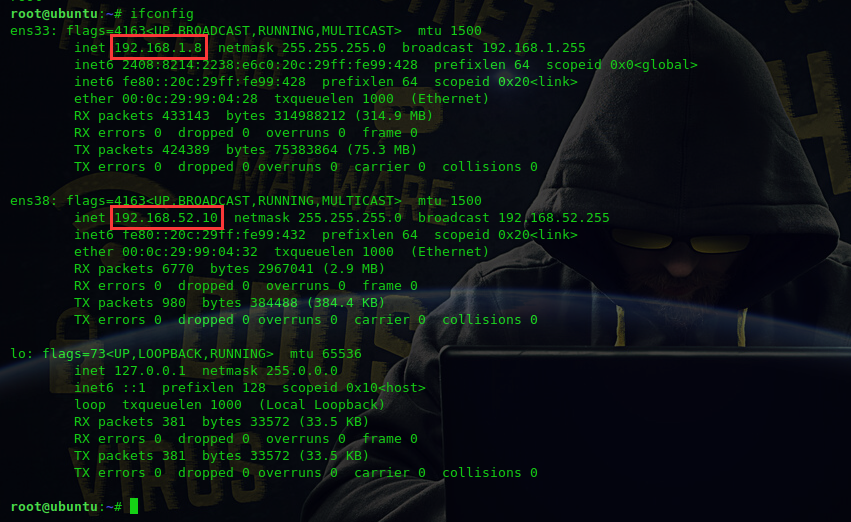 root@ubuntu:~# ifconfig
ens33: flags=4163<UP,BROADCAST,RUNNING,MULTICAST>  mtu 1500
        inet 192.168.1.8  netmask 255.255.255.0  broadcast 192.168.1.255
        inet6 2408:8214:2238:e6c0:20c:29ff:fe99:428  prefixlen 64  scopeid 0x0<global>
        inet6 fe80::20c:29ff:fe99:428  prefixlen 64  scopeid 0x20<link>
        ether 00:0c:29:99:04:28  txqueuelen 1000  (Ethernet)
        RX packets 433143  bytes 314988212 (314.9 MB)
        RX errors 0  dropped 0  overruns 0  frame 0
        TX packets 424389  bytes 75383864 (75.3 MB)
        TX errors 0  dropped 0 overruns 0  carrier 0  collisions 0
ens38: flags=4163<UP,BROADCAST,RUNNING,MULTICAST>  mtu 1500
        inet 192.168.52.10  netmask 255.255.255.0  broadcast 192.168.52.255
        inet6 fe80::20c:29ff:fe99:432  prefixlen 64  scopeid 0x20<link>
        ether 00:0c:29:99:04:32  txqueuelen 1000  (Ethernet)
        RX packets 6770  bytes 2967041 (2.9 MB)
        RX errors 0  dropped 0  overruns 0  frame 0
        TX packets 980  bytes 384488 (384.4 KB)
        TX errors 0  dropped 0 overruns 0  carrier 0  collisions 0
lo: flags=73<UP,LOOPBACK,RUNNING>  mtu 65536
        inet 127.0.0.1  netmask 255.0.0.0
        inet6 ::1  prefixlen 128  scopeid 0x10<host>
        loop  txqueuelen 1000  (Local Loopback)
        RX packets 381  bytes 33572 (33.5 KB)
        RX errors 0  dropped 0  overruns 0  frame 0
        TX packets 381  bytes 33572 (33.5 KB)
        TX errors 0  dropped 0 overruns 0  carrier 0  collisions 0
root@ubuntu:~#
MALWARE
VIRUS